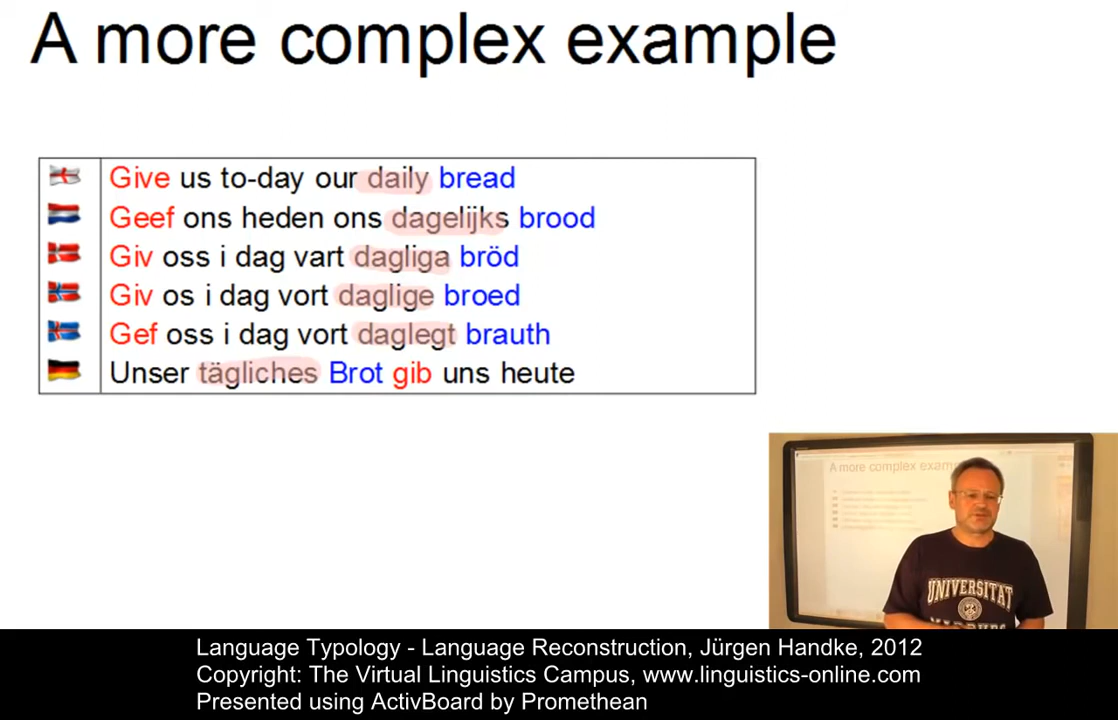 A more complex example
Give us to-day our daily bread
Geef ons heden ons dagelijks brood
Giv oss i dag vart dagliga bröd
Giv os i dag vort daglige broed
Gef oss i dag vort daglegt brauth
Unser tägliches Brot gib uns heute
A more complex exam
UNIVERSITAT
Language Typology - Language Reconstruction, Jürgen Handke, 2012
Copyright: The Virtual Linguistics Campus, www.linguistics-online.com
Presented using ActivBoard by Promethean